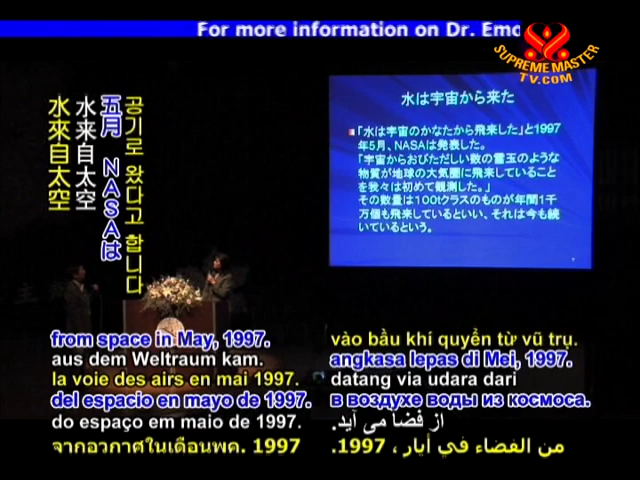 For more information on Dr. Emo
SUPREME MASTER
TV.COM
水は宇宙から来た
「水は宇宙のかなたから飛来した」と1997
年5月、NASAは発表した。
「宇宙からおびただしい数の雪玉のような
物質が地球の大気圏に飛来していること
を我々は初めて観測した。」
その数量は100tクラスのものが年間1千
万個も飛来しているといい、それは今も続
いているという。
공기로 왔다고 합니다
五月 NASAは
水来自太空
水來自太空
from space in May, 1997.
aus dem Weltraum kam.
la voie des airs en mai 1997.
del espacio en mayo de 1997.
do espaço em maio de 1997.
จากอวกาศในเดือนพค. 1997
vào bầu khí quyển từ vũ trụ.
angkasa lepas di Mei, 1997.
datang via udara dari
в воздухе воды из космоса.
از فضا می آید.
من الفضاء في أيار ، 1997.